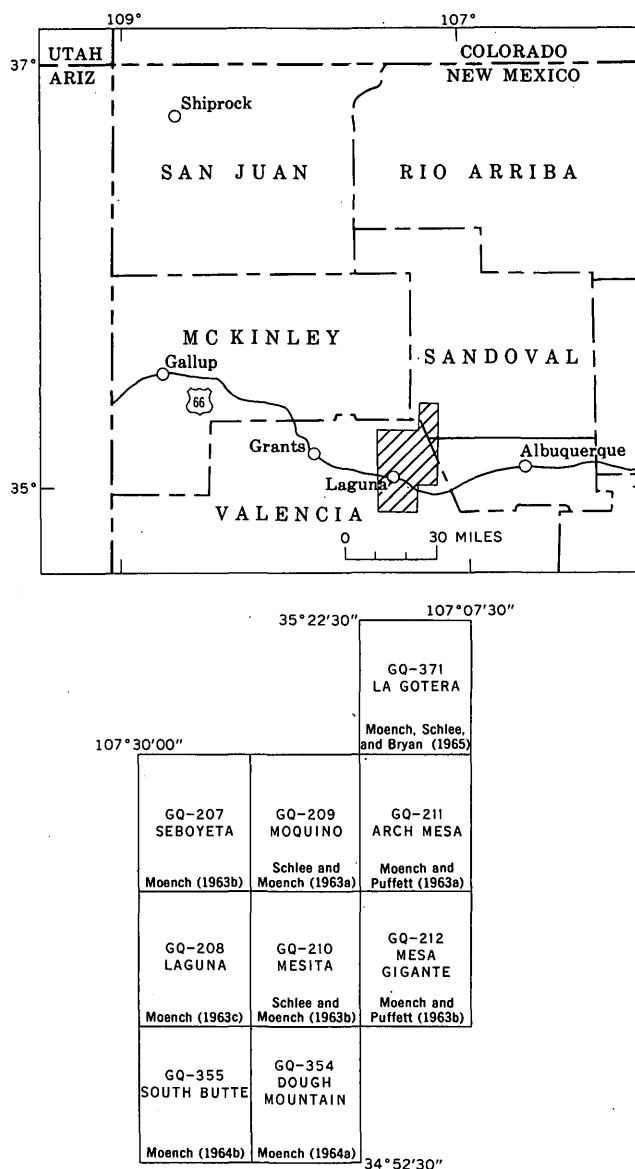 109°
107°
37°
UTAH
COLORADO
ARIZ
NEW MEXICO
Shiprock
SAN JUAN
RIO ARRIBA
MC KINLEY
SANDOVAL
Gallup
66
Grants
Albuquerque
Laguna
35°
VALENCIA
0 30 MILES
35°22'30"
107°07'30"
GQ-371
LA GOTERA
Moench, Schlee,
and Bryan (1965)
107°30'00"
GQ-207
SEBOYETA
Moench (1963b)
GQ-209
MOQUINO
Schlee and
Moench (1963a)
GQ-211
ARCH MESA
Moench and
Puffett (1963a)
GQ-208
LAGUNA
Moench (1963c)
GQ-210
MESITA
Schlee and
Moench (1963b)
GQ-212
MESA
GIGANTE
Moench and
Puffett (1963b)
GQ-355
SOUTH BUTTE
Moench (1964b)
GQ-354
DOUGH
MOUNTAIN
Moench (1964a)
34°52'30"